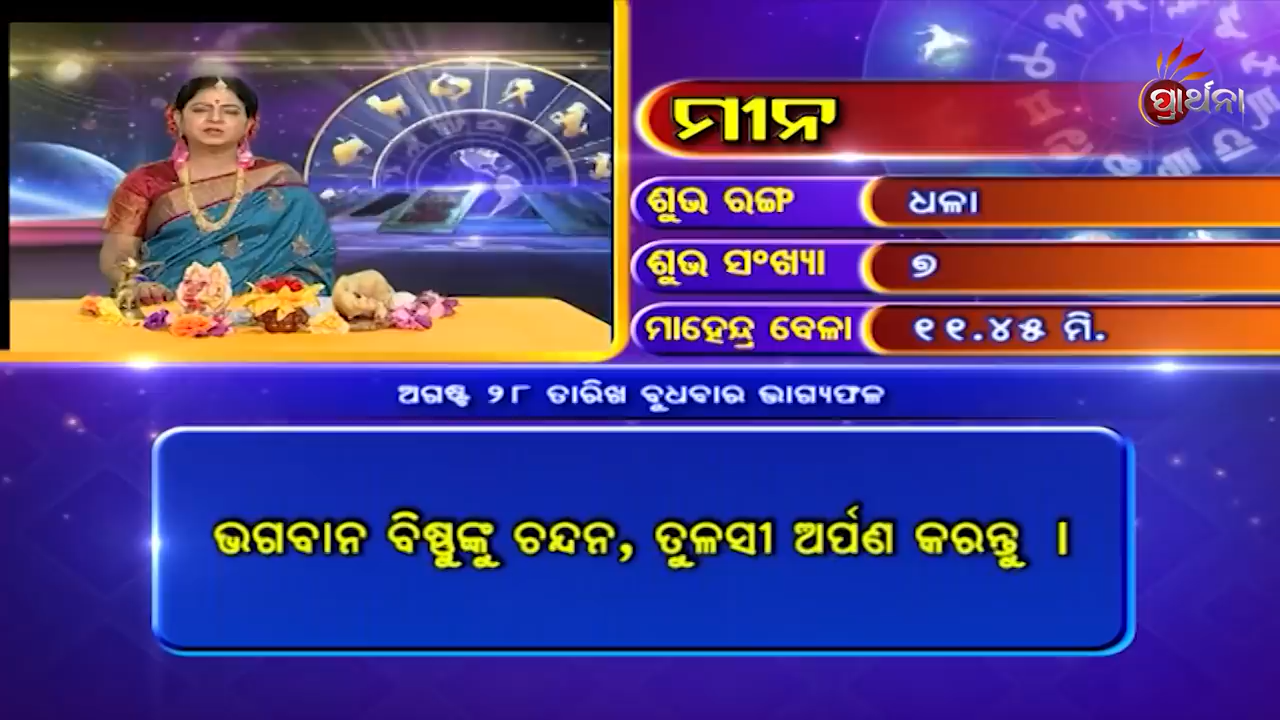 ପ୍ରାର୍ଥନା
ମୀନ
ଶୁଭ ରଙ୍ଗ ଧଳା
ଶୁଭ ସଂଖ୍ୟା ୭
ମାହେନ୍ଦ୍ର ବେଳା ୧୧.୪୫ ମି.
ଅଗଷ୍ଟ ୨୮ ତାରିଖ ବୁଧବାର ଭାଗ୍ୟଫଳ
ଭଗବାନ ବିଷ୍ଣୁଙ୍କୁ ଚନ୍ଦନ, ତୁଳସୀ ଅର୍ପଣ କରନ୍ତୁ ।